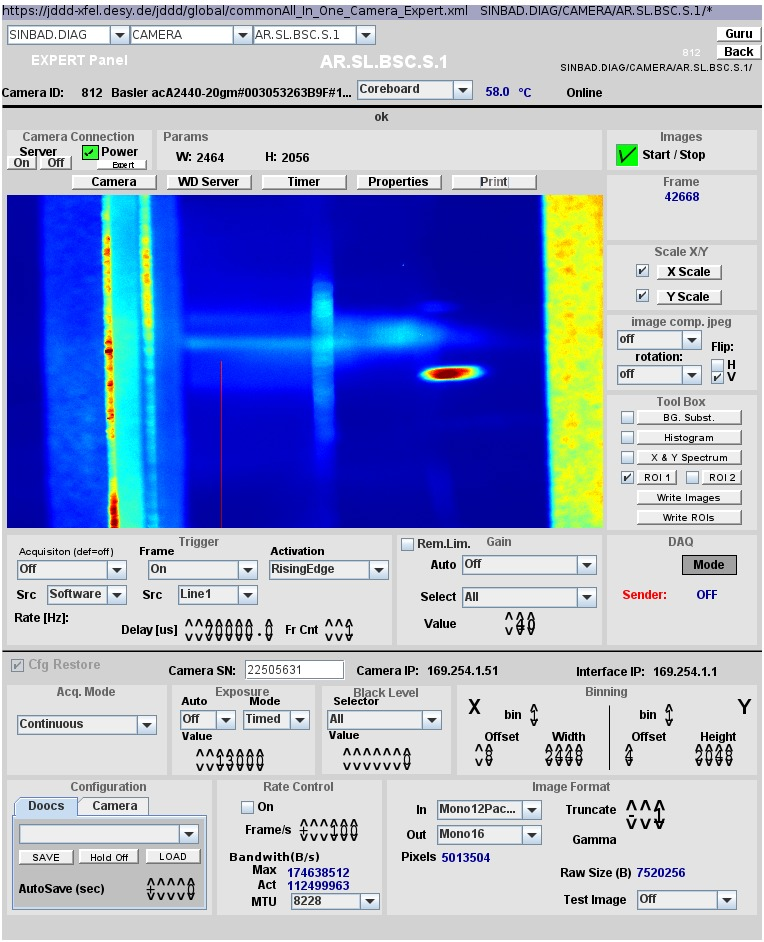 https://jddd-xfel.desy.de/jddd/global/commonAll_In_One_Camera_Expert.xml SINBAD.DIAG/CAMERA/AR.SL.BSC.S.1/*
SINBAD.DIAG CAMERA AR.SL.BSC.S.1 Guru
EXPERT Panel AR.SL.BSC.S.1 812 Back
SINBAD.DIAG/CAMERA/AR.SL.BSC.S.1/
Camera ID: 812 Basler acA2440-20gm#003053263B9F#1... Coreboard 58.0 °C Online
ok
Camera Connection Params Images
Server Power W: 2464 H: 2056 Start / Stop
On Off Expert
Camera WD Server Timer Properties Print Frame
42668
Scale X/Y
X Scale
Y Scale
image comp. jpeg
off Flip:
rotation: H
off V
Tool Box
BG. Subst.
Histogram
X & Y Spectrum
ROI 1 ROI 2
Write Images
Write ROIs
Trigger Rem.Lim. Gain DAQ
Acquisiton (def=off) Frame Activation Auto Off Mode
Off On RisingEdge
Src Software Src Line1 Select All Sender: OFF
Rate [Hz]: Delay[us] Fr Cnt Value 40
Cfg Restore Camera SN: 22505631 Camera IP: 169.254.1.51 Interface IP: 169.254.1.1
Acq. Mode Exposure Black Level Binning
Auto Mode Selector X Y
Continuous Off Timed All bin 1 bin 1
Value Value Offset Width Offset Height
13000 0 8 2448 4 2048
Configuration Rate Control Image Format
Doocs Camera On In Mono12Pac... Truncate
Frame/s + 100 Out Mono16 Gamma
SAVE Hold Off LOAD Bandwith(B/s) Pixels 5013504
Max 174638512
AutoSave (sec) + 0 Act 112499963 Raw Size (B) 7520256
MTU 8228 Test Image Off